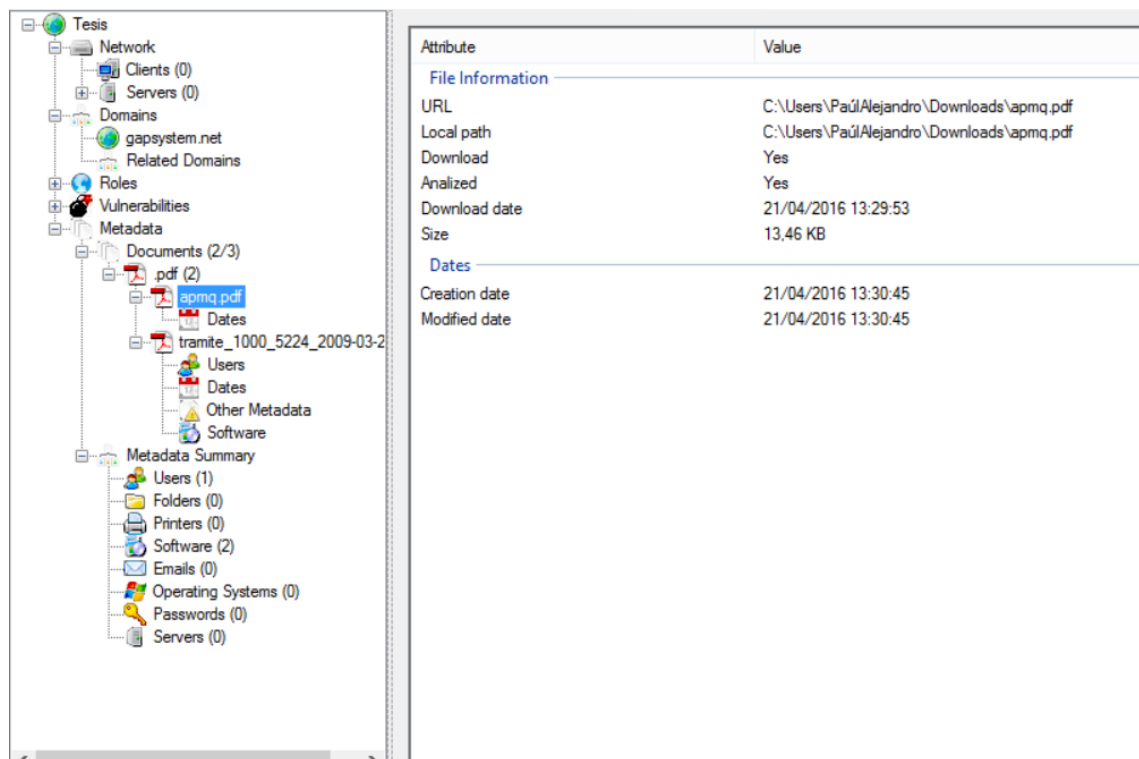 Tesis
Network
Clients (0)
Servers (0)
Domains
gapsystem.net
Related Domains
Roles
Vulnerabilities
Metadata
Documents (2/3)
.pdf (2)
apmq.pdf
Dates
tramite_1000_5224_2009-03-2
Users
Dates
Other Metadata
Software
Metadata Summary
Users (1)
Folders (0)
Printers (0)
Software (2)
Emails (0)
Operating Systems (0)
Passwords (0)
Servers (0)
Attribute Value
File Information
URL C:\Users\PaúlAlejandro\Downloads\apmq.pdf
Local path C:\Users\PaúlAlejandro\Downloads\apmq.pdf
Download Yes
Analized Yes
Download date 21/04/2016 13:29:53
Size 13,46 KB
Dates
Creation date 21/04/2016 13:30:45
Modified date 21/04/2016 13:30:45